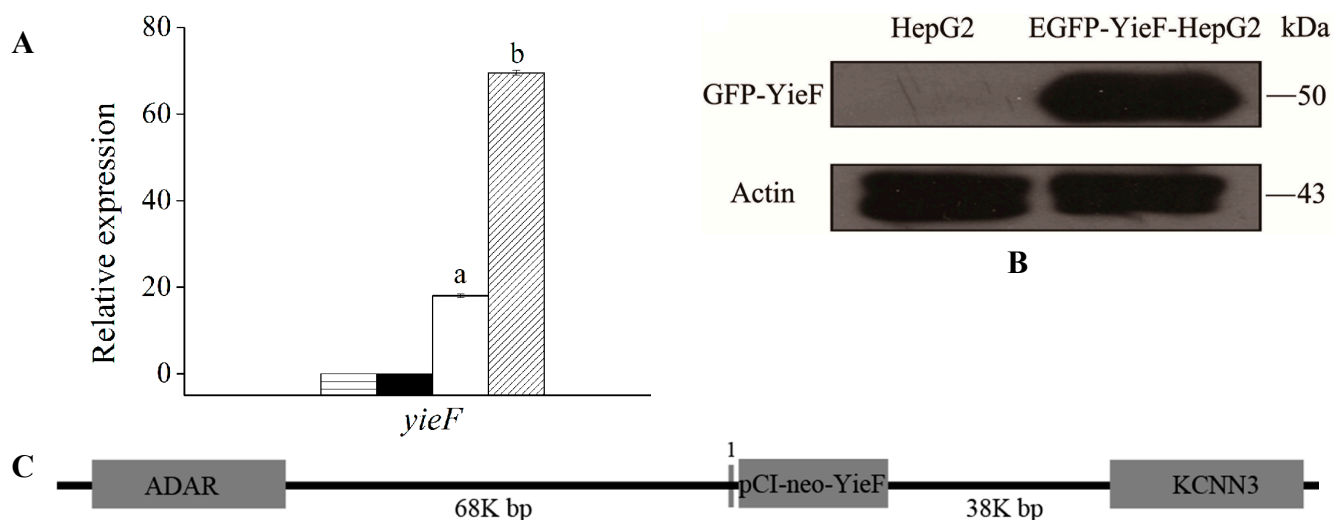 A
80
60
40
20
0
Relative expression
a
b
yieF
HepG2 EGFP-YieF-HepG2 kDa
GFP-YieF 50
Actin 43
B
C
ADAR 68K bp 1 pCI-neo-YieF 38K bp KCNN3